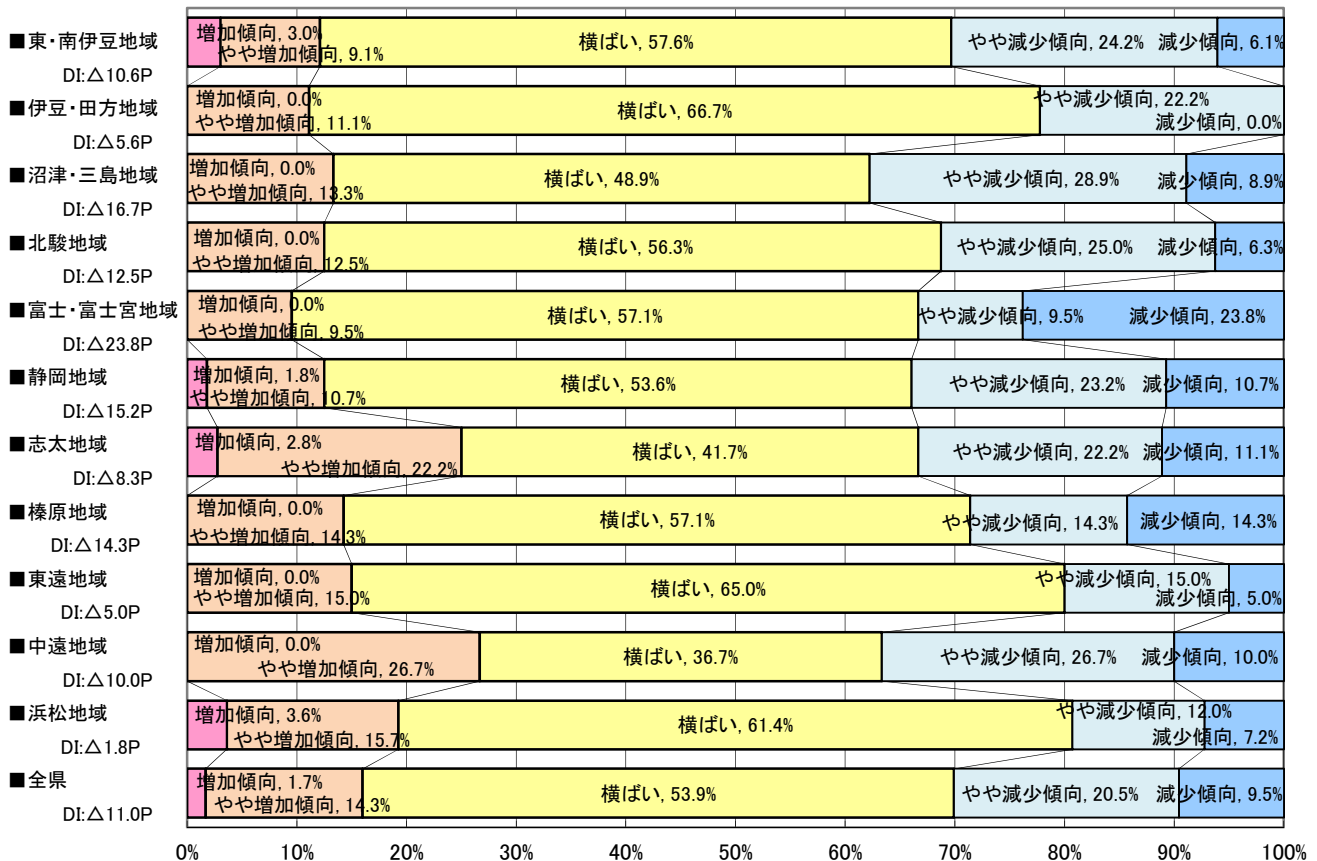 ■東・南伊豆地域
DI:△10.6P
増加傾向, 3.0%
やや増加傾向, 9.1%
横ばい, 57.6%
やや減少傾向, 24.2%
減少傾向, 6.1%
■伊豆・田方地域
DI:△5.6P
増加傾向, 0.0%
やや増加傾向, 11.1%
横ばい, 66.7%
やや減少傾向, 22.2%
減少傾向, 0.0%
■沼津・三島地域
DI:△16.7P
増加傾向, 0.0%
やや増加傾向, 13.3%
横ばい, 48.9%
やや減少傾向, 28.9%
減少傾向, 8.9%
■北駿地域
DI:△12.5P
増加傾向, 0.0%
やや増加傾向, 12.5%
横ばい, 56.3%
やや減少傾向, 25.0%
減少傾向, 6.3%
■富士・富士宮地域
DI:△23.8P
増加傾向, 0.0%
やや増加傾向, 9.5%
横ばい, 57.1%
やや減少傾向, 9.5%
減少傾向, 23.8%
■静岡地域
DI:△15.2P
増加傾向, 1.8%
やや増加傾向, 10.7%
横ばい, 53.6%
やや減少傾向, 23.2%
減少傾向, 10.7%
■志太地域
DI:△8.3P
増加傾向, 2.8%
やや増加傾向, 22.2%
横ばい, 41.7%
やや減少傾向, 22.2%
減少傾向, 11.1%
■榛原地域
DI:△14.3P
増加傾向, 0.0%
やや増加傾向, 14.3%
横ばい, 57.1%
やや減少傾向, 14.3%
減少傾向, 14.3%
■東遠地域
DI:△5.0P
増加傾向, 0.0%
やや増加傾向, 15.0%
横ばい, 65.0%
やや減少傾向, 15.0%
減少傾向, 5.0%
■中遠地域
DI:△10.0P
増加傾向, 0.0%
やや増加傾向, 26.7%
横ばい, 36.7%
やや減少傾向, 26.7%
減少傾向, 10.0%
■浜松地域
DI:△1.8P
増加傾向, 3.6%
やや増加傾向, 15.7%
横ばい, 61.4%
やや減少傾向, 12.0%
減少傾向, 7.2%
■全県
DI:△11.0P
増加傾向, 1.7%
やや増加傾向, 14.3%
横ばい, 53.9%
やや減少傾向, 20.5%
減少傾向, 9.5%
0% 10% 20% 30% 40% 50% 60% 70% 80% 90% 100%